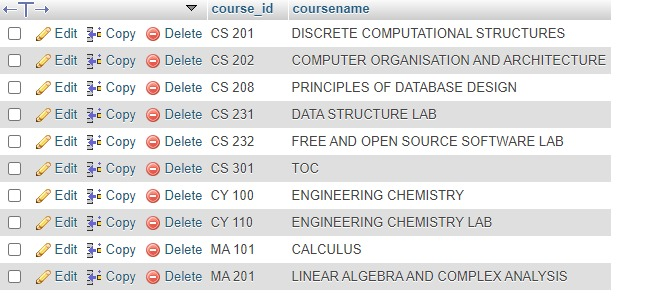 course_id coursename
Edit Copy Delete CS 201 DISCRETE COMPUTATIONAL STRUCTURES
Edit Copy Delete CS 202 COMPUTER ORGANISATION AND ARCHITECTURE
Edit Copy Delete CS 208 PRINCIPLES OF DATABASE DESIGN
Edit Copy Delete CS 231 DATA STRUCTURE LAB
Edit Copy Delete CS 232 FREE AND OPEN SOURCE SOFTWARE LAB
Edit Copy Delete CS 301 TOC
Edit Copy Delete CY 100 ENGINEERING CHEMISTRY
Edit Copy Delete CY 110 ENGINEERING CHEMISTRY LAB
Edit Copy Delete MA 101 CALCULUS
Edit Copy Delete MA 201 LINEAR ALGEBRA AND COMPLEX ANALYSIS